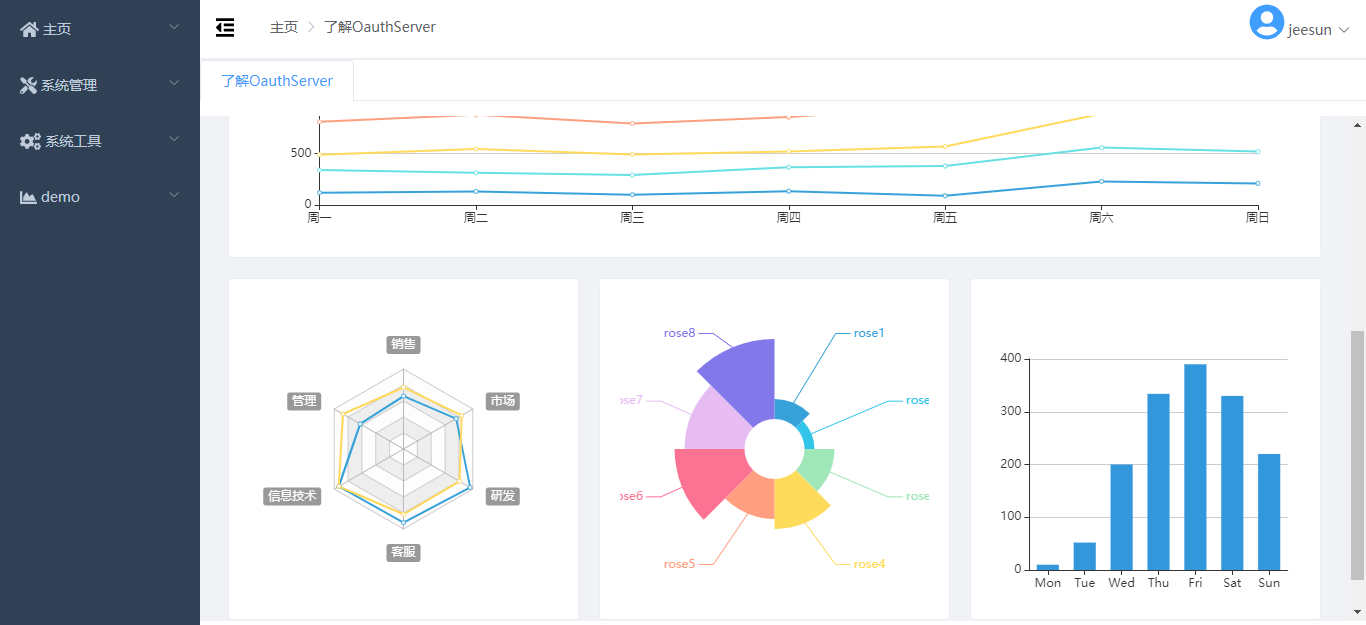 主页
系统管理
系统工具
demo
主页 > 了解OauthServer
jeesun
了解OauthServer
500
0
周一 周二 周三 周四 周五 周六 周日
销售
市场
研发
客服
信息技术
管理
rose8
rose1
ose7
rose
ose6
rose
rose5
rose4
400
300
200
100
0
Mon Tue Wed Thu Fri Sat Sun